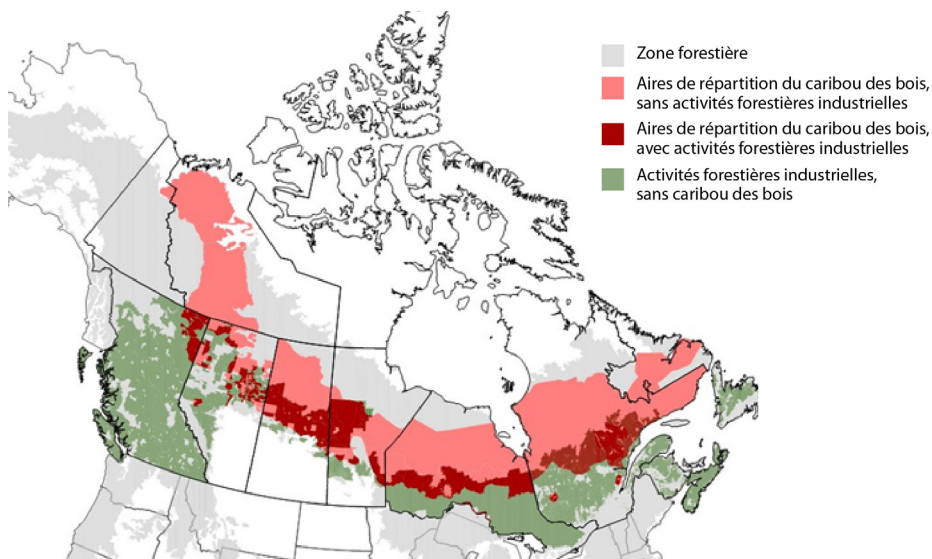 Zone forestière
Aires de répartition du caribou des bois,
sans activités forestières industrielles
Aires de répartition du caribou des bois,
avec activités forestières industrielles
Activités forestières industrielles,
sans caribou des bois